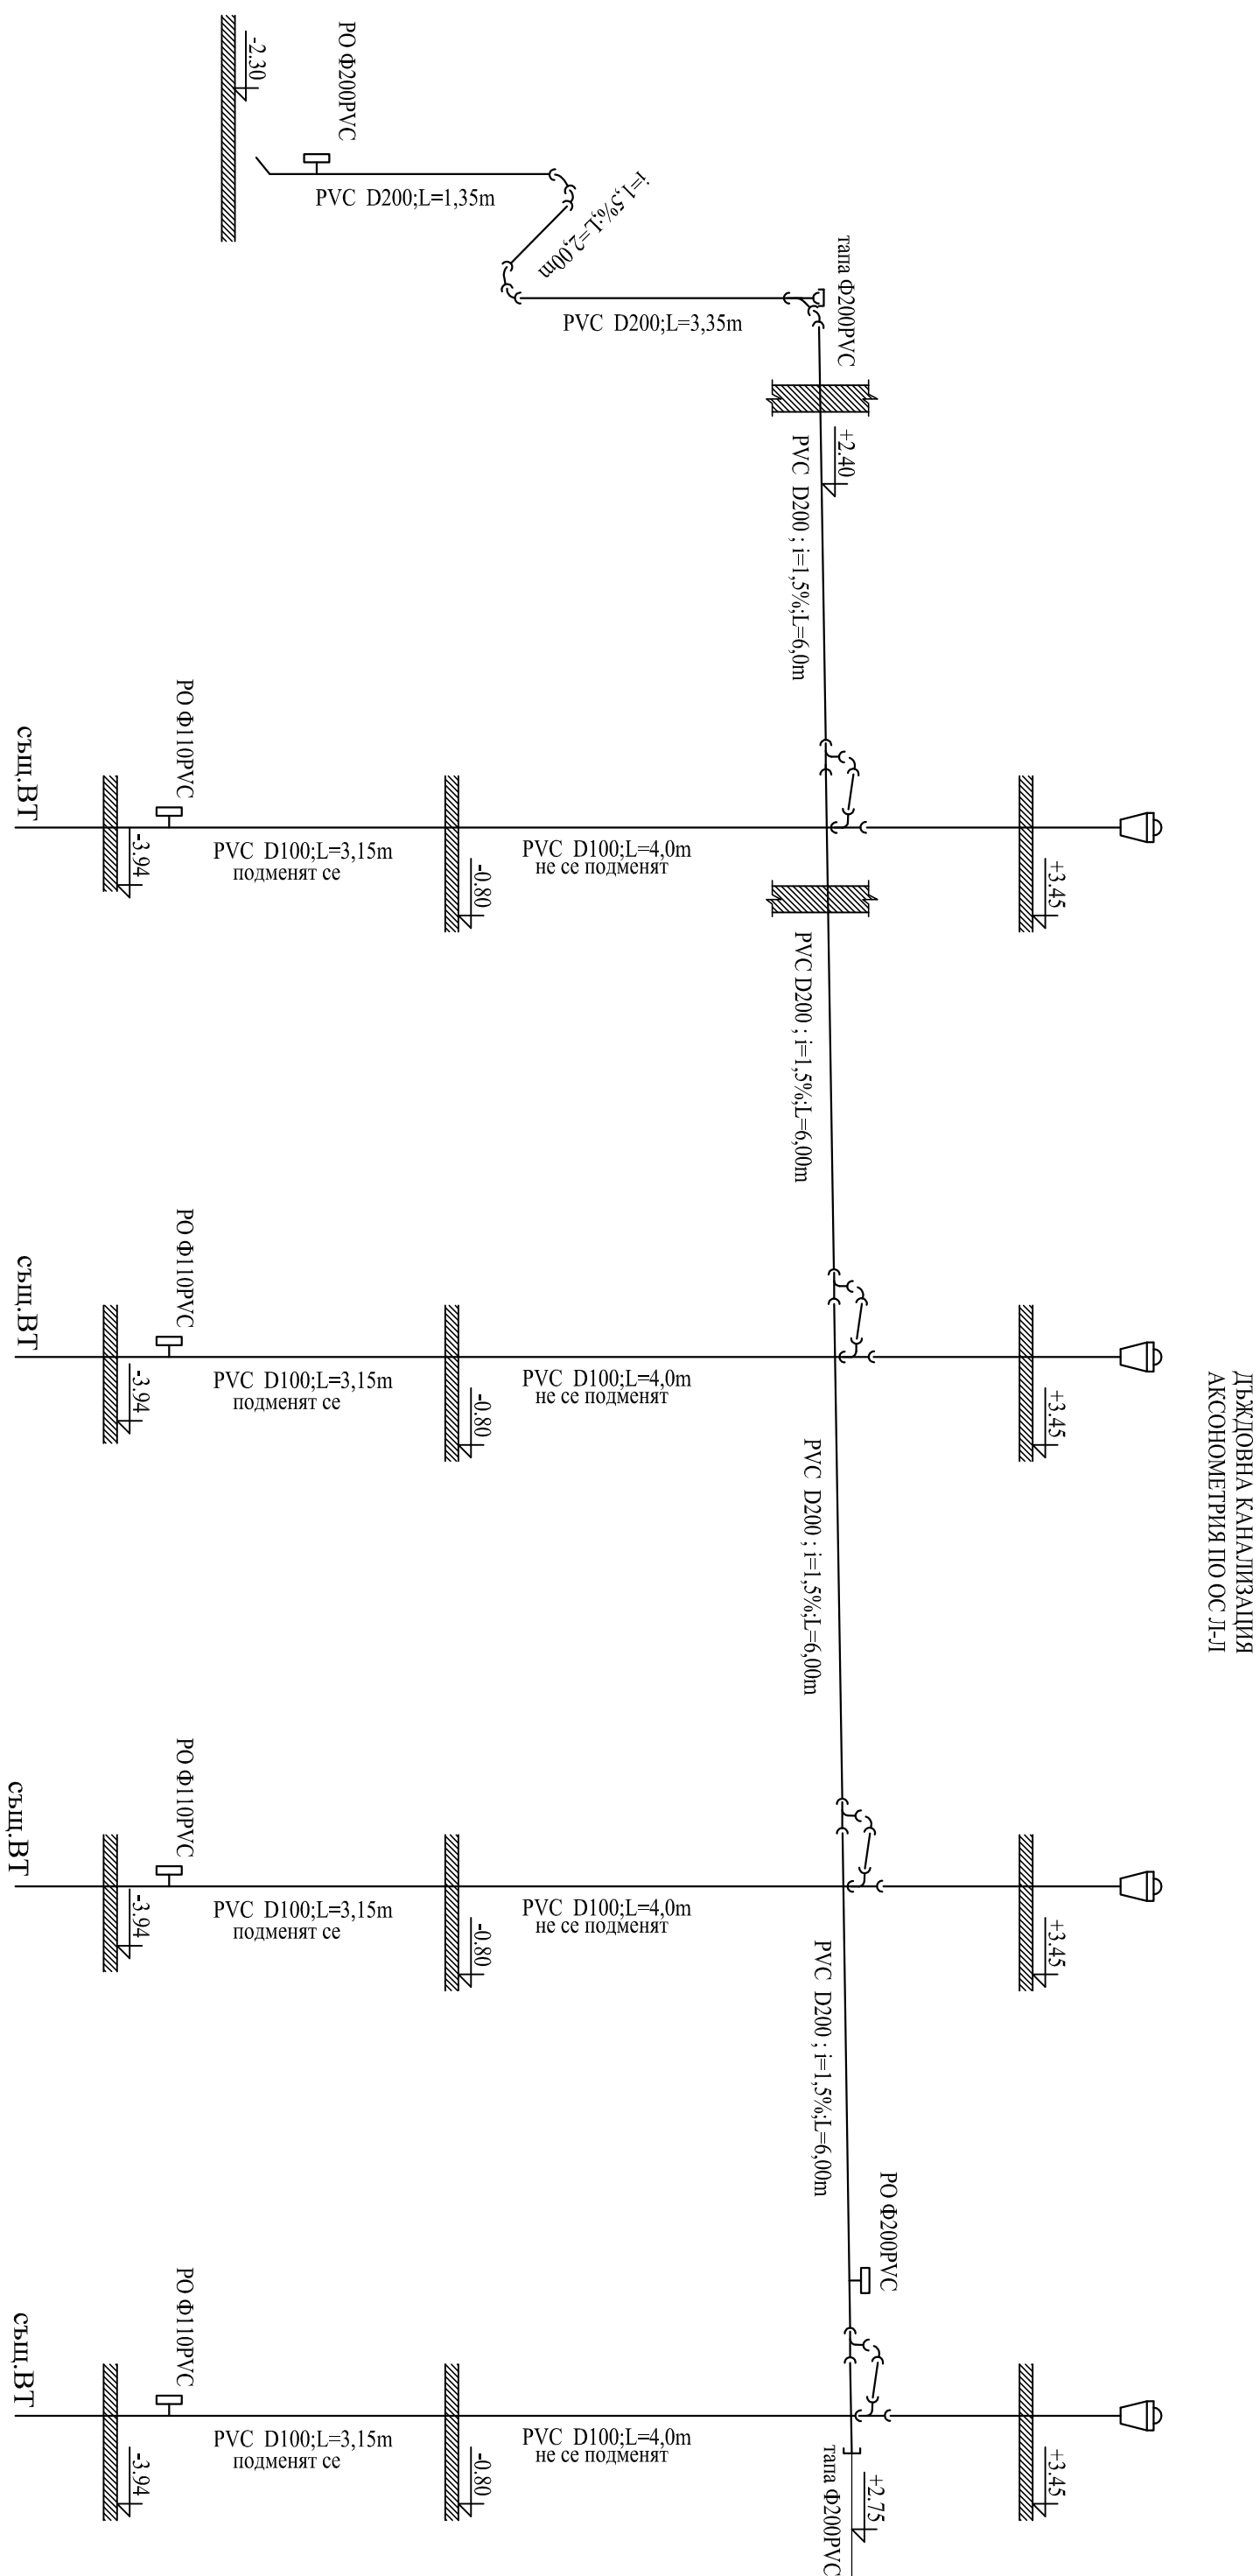 ДЪЖДОВНА КАНАЛИЗАЦИЯ
АКСОНОМЕТРИЯ ПО ОС Л-Л
РО Ф200PVC
-2.30
PVC D200;L=1,35m
i=1,5%;L=2,00m
PVC D200;L=3,35m
тапа Ф200PVC
+2.40
PVC D200 ; i=1,5%;L=6,0m
+3.45
PVC D100;L=4,0m
не се подменят
-0.80
PVC D100;L=3,15m
подменят се
РО Ф110PVC
-3.94
същ.ВТ
PVC D200 ; i=1,5%;L=6,00m
+3.45
PVC D100;L=4,0m
не се подменят
-0.80
PVC D100;L=3,15m
подменят се
РО Ф110PVC
-3.94
същ.ВТ
PVC D200 ; i=1,5%;L=6,00m
+3.45
PVC D100;L=4,0m
не се подменят
-0.80
PVC D100;L=3,15m
подменят се
РО Ф110PVC
-3.94
същ.ВТ
PVC D200 ; i=1,5%;L=6,00m
РО Ф200PVC
+3.45
+2.75
тапа Ф200PVC
PVC D100;L=4,0m
не се подменят
-0.80
PVC D100;L=3,15m
подменят се
РО Ф110PVC
-3.94
същ.ВТ